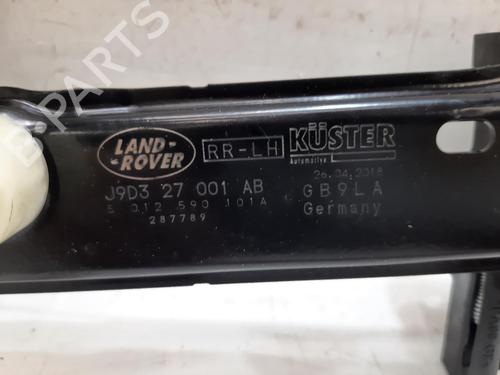 B-PARTS
LAND-
-ROVER
RR-LH
KÜSTER
Automotive
J9D3 27 001 AB
26.04.2018
5 012 590 101A
GB9LA
287789
Germany